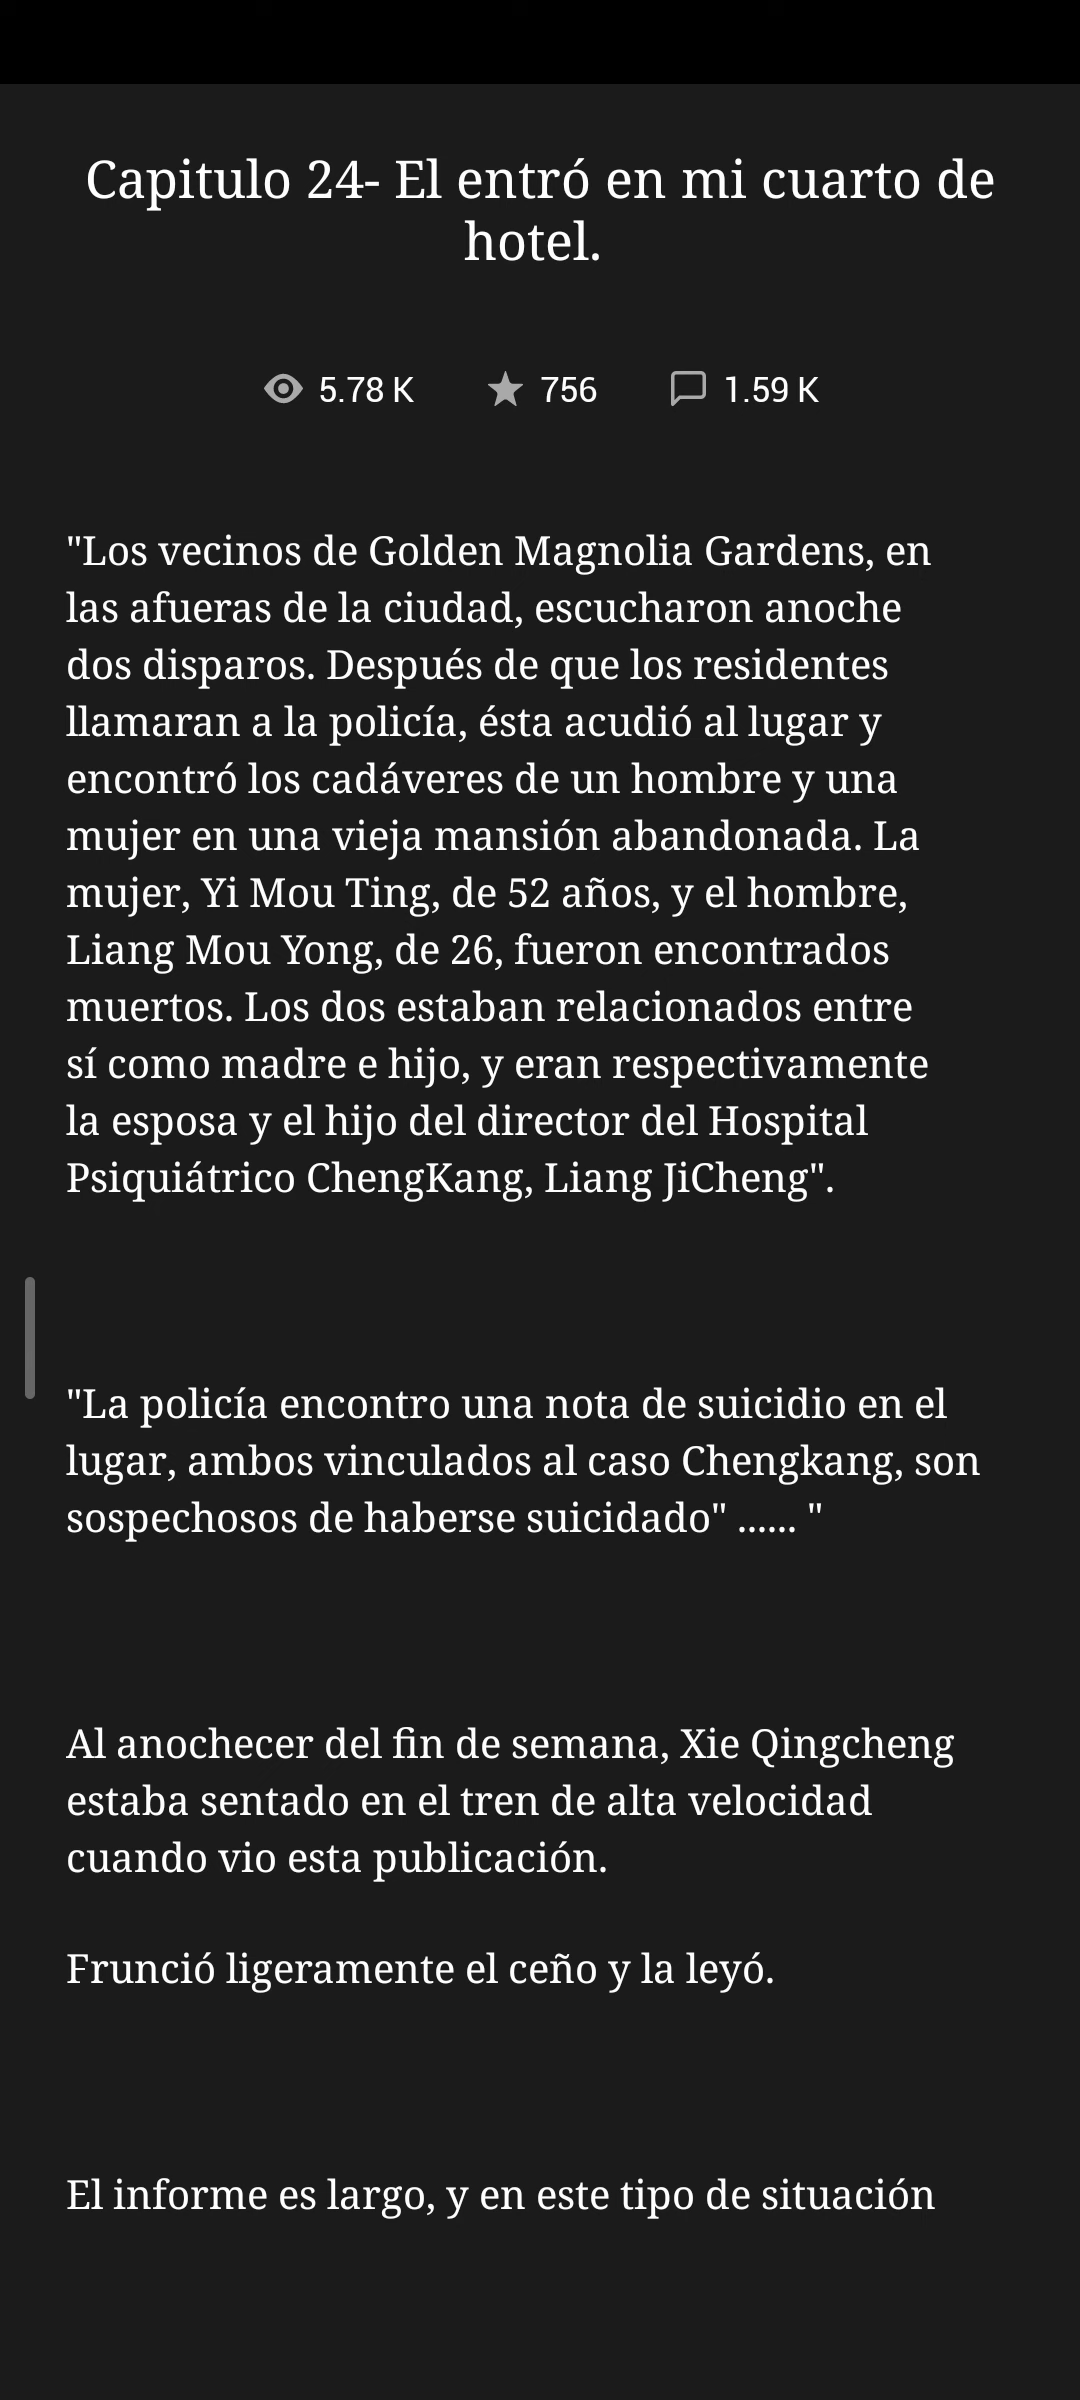 Capitulo 24- El entró en mi cuarto de
hotel.
5.78 K 756 1.59 K
"Los vecinos de Golden Magnolia Gardens, en
las afueras de la ciudad, escucharon anoche
dos disparos. Después de que los residentes
llamaran a la policía, ésta acudió al lugar y
encontró los cadáveres de un hombre y una
mujer en una vieja mansión abandonada. La
mujer, Yi Mou Ting, de 52 años, y el hombre,
Liang Mou Yong, de 26, fueron encontrados
muertos. Los dos estaban relacionados entre
sí como madre e hijo, y eran respectivamente
la esposa y el hijo del director del Hospital
Psiquiátrico ChengKang, Liang JiCheng".
"La policía encontro una nota de suicidio en el
lugar, ambos vinculados al caso Chengkang, son
sospechosos de haberse suicidado" ...... "
Al anochecer del fin de semana, Xie Qingcheng
estaba sentado en el tren de alta velocidad
cuando vio esta publicación.
Frunció ligeramente el ceño y la leyó.
El informe es largo, y en este tipo de situación